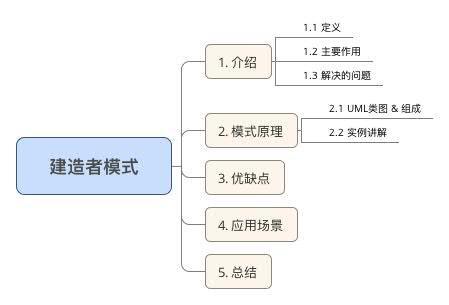 建造者模式
1. 介绍
1.1 定义
1.2 主要作用
1.3 解决的问题
2. 模式原理
2.1 UML类图 & 组成
2.2 实例讲解
3. 优缺点
4. 应用场景
5. 总结